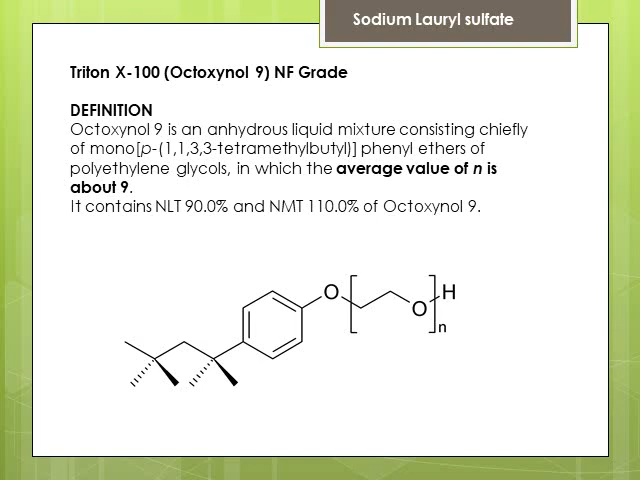 Sodium Lauryl sulfate
Triton X-100 (Octoxynol 9) NF Grade
DEFINITION
Octoxynol 9 is an anhydrous liquid mixture consisting chiefly
of mono[p-(1,1,3,3-tetramethylbutyl)] phenyl ethers of
polyethylene glycols, in which the average value of n is
about 9.
It contains NLT 90.0% and NMT 110.0% of Octoxynol 9.
O
O
H
n